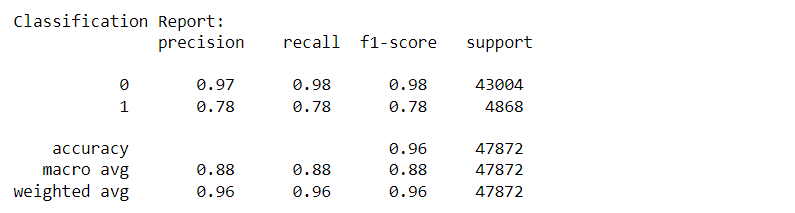 Classification Report:
precision recall f1-score support
0 0.97 0.98 0.98 43004
1 0.78 0.78 0.78 4868
accuracy 0.96 47872
macro avg 0.88 0.88 0.88 47872
weighted avg 0.96 0.96 0.96 47872